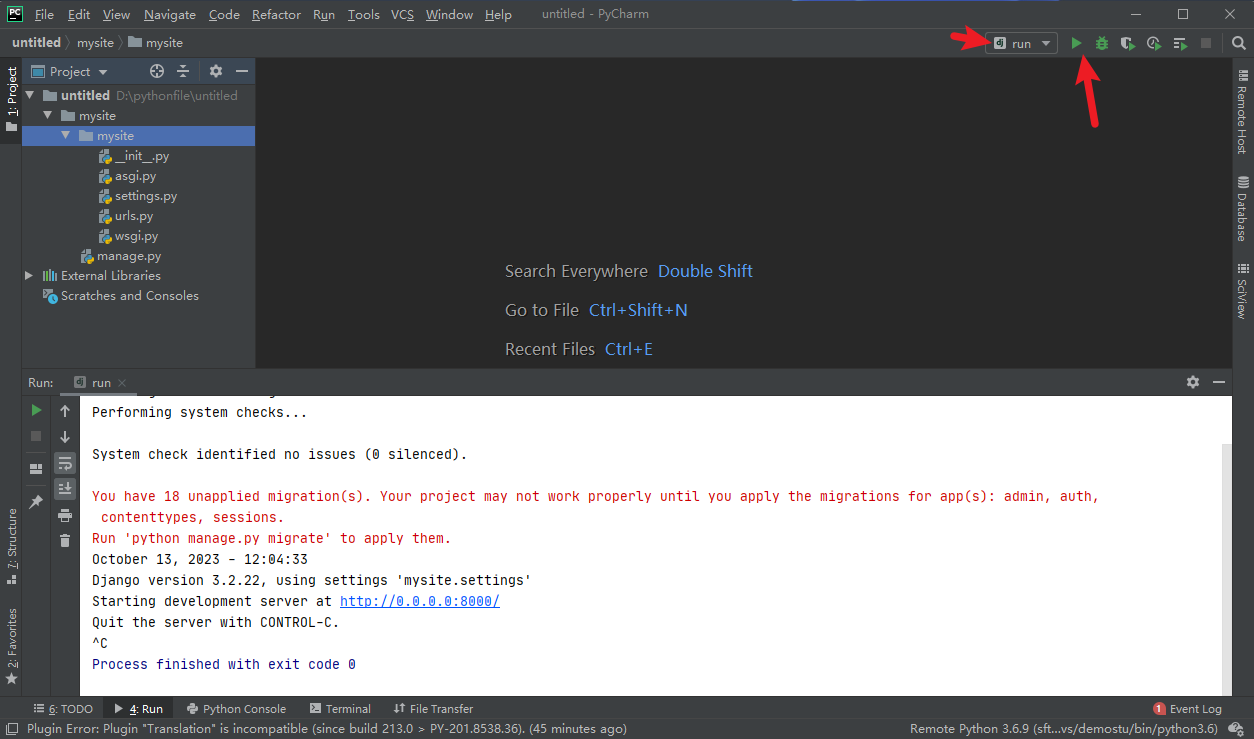 PC File Edit View Navigate Code Refactor Run Tools VCS Window Help untitled - PyCharm
untitled mysite mysite dj run
1: Project
Project
untitled D:\pythonfile\untitled
mysite
mysite
__init__.py
asgi.py
settings.py
urls.py
wsgi.py
manage.py
External Libraries
Scratches and Consoles
Search Everywhere Double Shift
Go to File Ctrl+Shift+N
Recent Files Ctrl+E
Remote Host
Database
SciView
Run: dj run
Performing system checks...
System check identified no issues (0 silenced).
You have 18 unapplied migration(s). Your project may not work properly until you apply the migrations for app(s): admin, auth,
contenttypes, sessions.
Run 'python manage.py migrate' to apply them.
October 13, 2023 - 12:04:33
Django version 3.2.22, using settings 'mysite.settings'
Starting development server at http://0.0.0.0:8000/
Quit the server with CONTROL-C.
^C
Process finished with exit code 0
7: Structure
2: Favorites
6: TODO 4: Run Python Console Terminal File Transfer 1 Event Log
Plugin Error: Plugin "Translation" is incompatible (since build 213.0 > PY-201.8538.36). (45 minutes ago) Remote Python 3.6.9 (sft...vs/demostu/bin/python3.6)